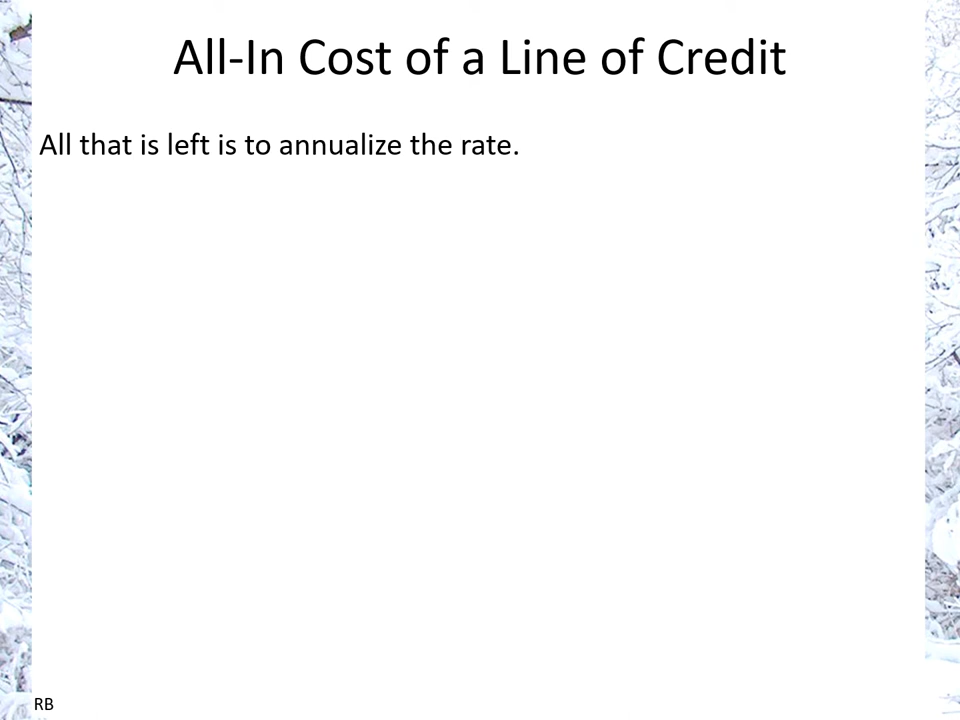 All-In Cost of a Line of Credit
All that is left is to annualize the rate.
RB